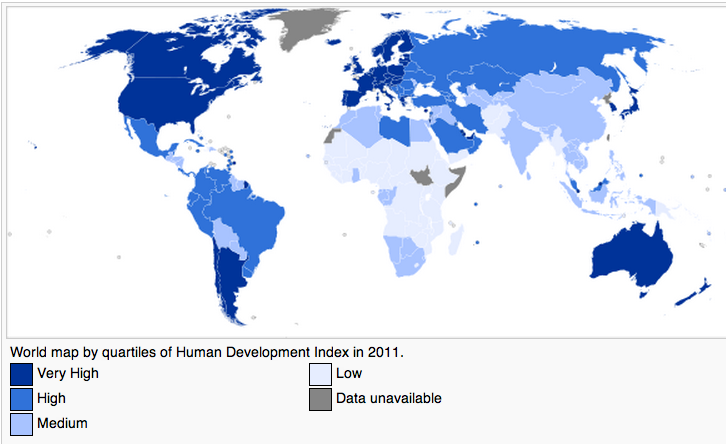 World map by quartiles of Human Development Index in 2011.
Very High
High
Medium
Low
Data unavailable